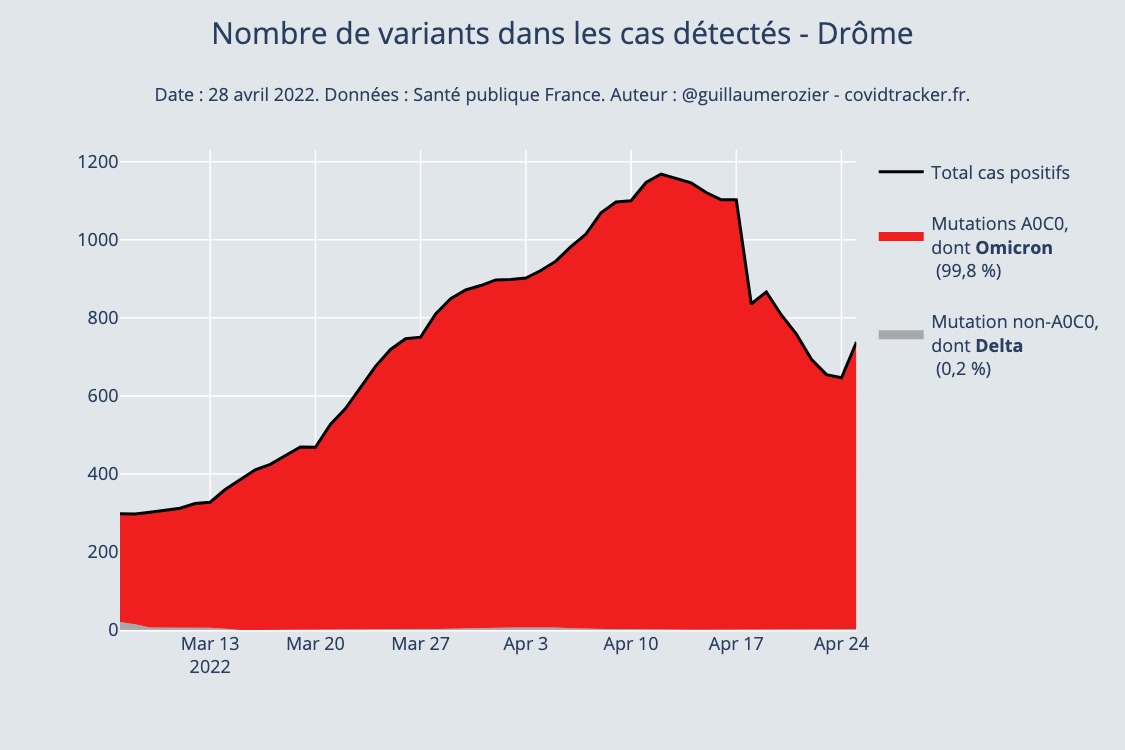 Nombre de variants dans les cas détectés - Drôme
Date : 28 avril 2022. Données : Santé publique France. Auteur : @guillaumerozier - covidtracker.fr.
1200
1000
800
600
400
200
0
Mar 13
2022
Mar 20
Mar 27
Apr 3
Apr 10
Apr 17
Apr 24
Total cas positifs
Mutations A0C0,
dont Omicron
(99,8 %)
Mutation non-A0C0,
dont Delta
(0,2 %)